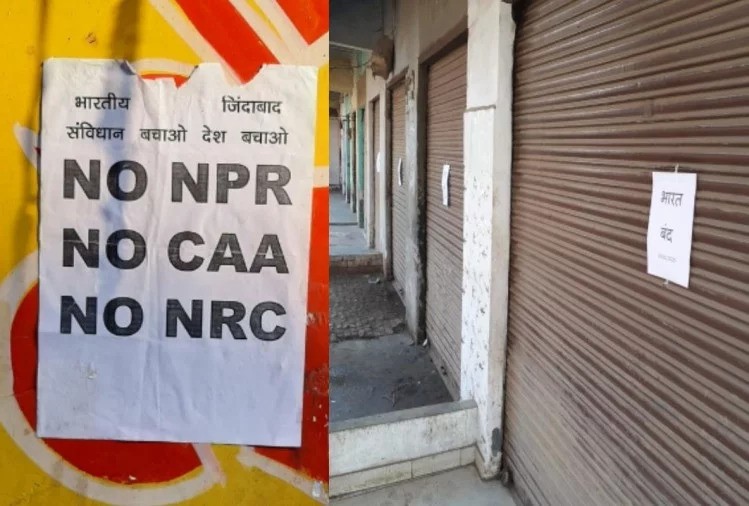 भारतीय जिंदाबाद
संविधान बचाओ देश बचाओ
NO NPR
NO CAA
NO NRC
भारत
बंद